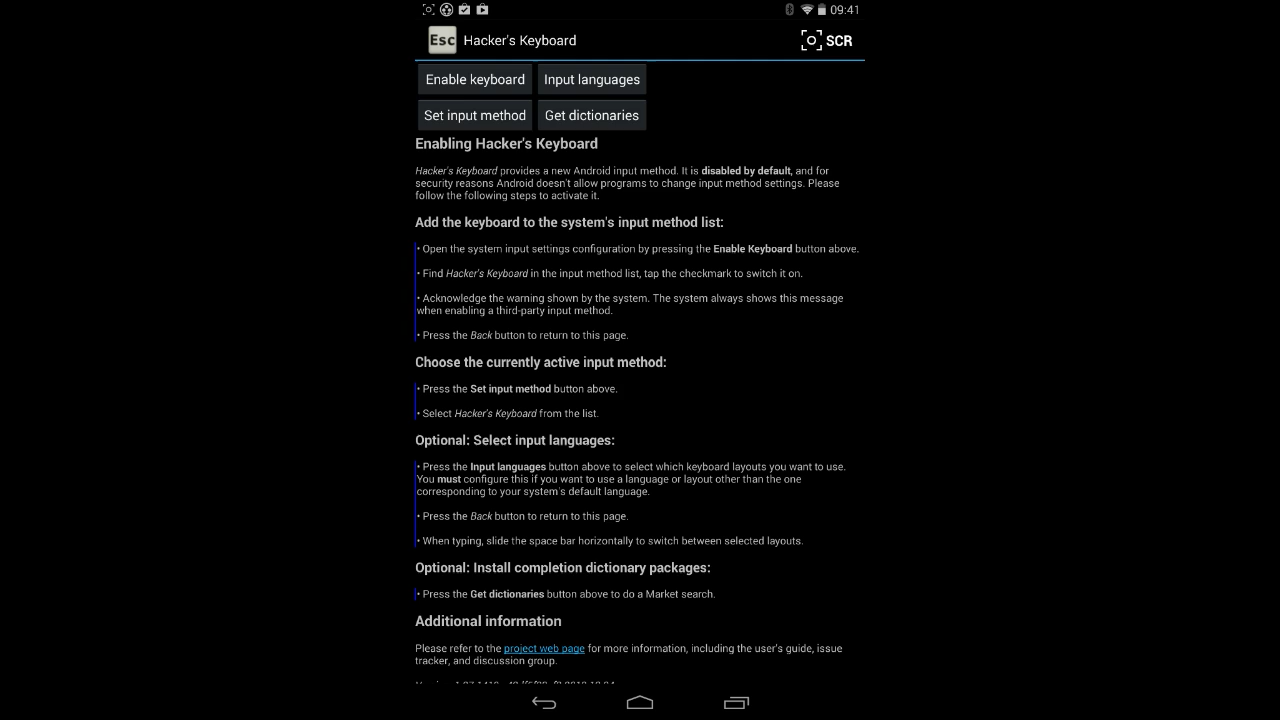 09:41
Esc Hacker's Keyboard SCR
Enable keyboard Input languages
Set input method Get dictionaries
Enabling Hacker's Keyboard
Hacker's Keyboard provides a new Android input method. It is disabled by default, and for
security reasons Android doesn't allow programs to change input method settings. Please
follow the following steps to activate it.
Add the keyboard to the system's input method list:
• Open the system input settings configuration by pressing the Enable Keyboard button above.
• Find Hacker's Keyboard in the input method list, tap the checkmark to switch it on.
• Acknowledge the warning shown by the system. The system always shows this message
when enabling a third-party input method.
• Press the Back button to return to this page.
Choose the currently active input method:
• Press the Set input method button above.
• Select Hacker's Keyboard from the list.
Optional: Select input languages:
• Press the Input languages button above to select which keyboard layouts you want to use.
You must configure this if you want to use a language or layout other than the one
corresponding to your system's default language.
• Press the Back button to return to this page.
• When typing, slide the space bar horizontally to switch between selected layouts.
Optional: Install completion dictionary packages:
• Press the Get dictionaries button above to do a Market search.
Additional information
Please refer to the project web page for more information, including the user's guide, issue
tracker, and discussion group.